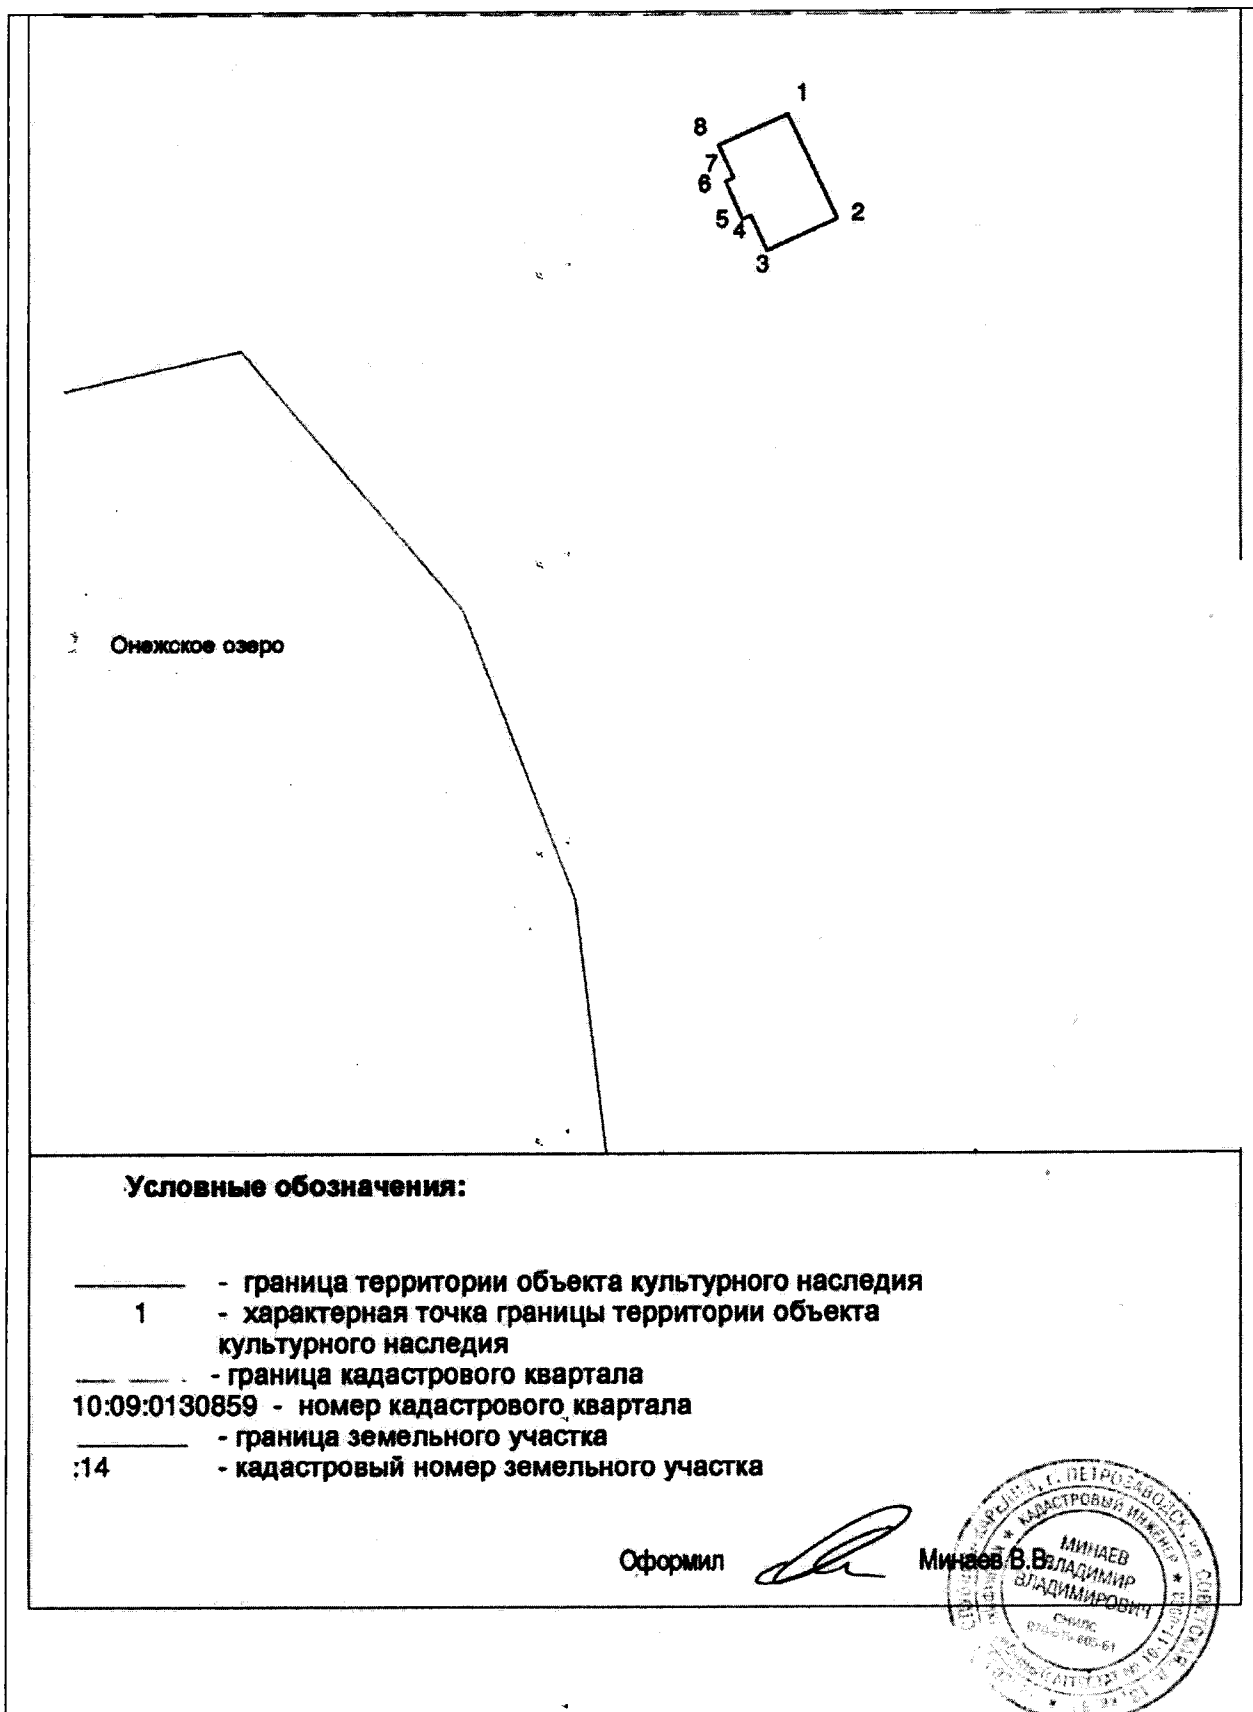 1
8
7
6
2
5
4
3
Онежское озеро
Условные обозначения:
- граница территории объекта культурного наследия
1 - характерная точка границы территории объекта
культурного наследия
- граница кадастрового квартала
10:09:0130859 - номер кадастрового квартала
- граница земельного участка
:14 - кадастровый номер земельного участка
Оформил Минаев В.В.
г. ПЕТРОЗАВОДСК
КАДАСТРОВЫЙ ИНЖЕНЕР
МИНАЕВ
ВЛАДИМИР
ВЛАДИМИРОВИЧ
СНИЛС